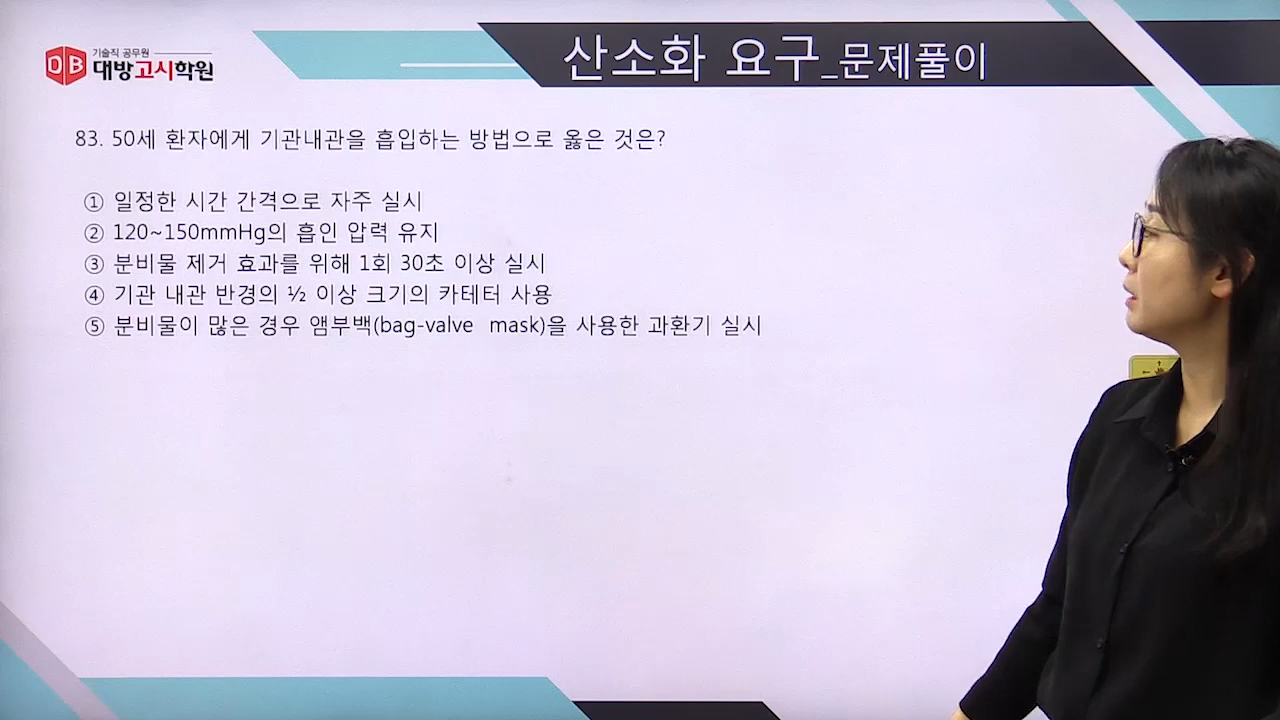 기술직 공무원
DB 대방고시학원
산소화 요구_문제풀이
83. 50세 환자에게 기관내관을 흡입하는 방법으로 옳은 것은?
① 일정한 시간 간격으로 자주 실시
② 120~150mmHg의 흡인 압력 유지
③ 분비물 제거 효과를 위해 1회 30초 이상 실시
④ 기관 내관 반경의 ½ 이상 크기의 카테터 사용
⑤ 분비물이 많은 경우 앰부백(bag-valve mask)을 사용한 과환기 실시